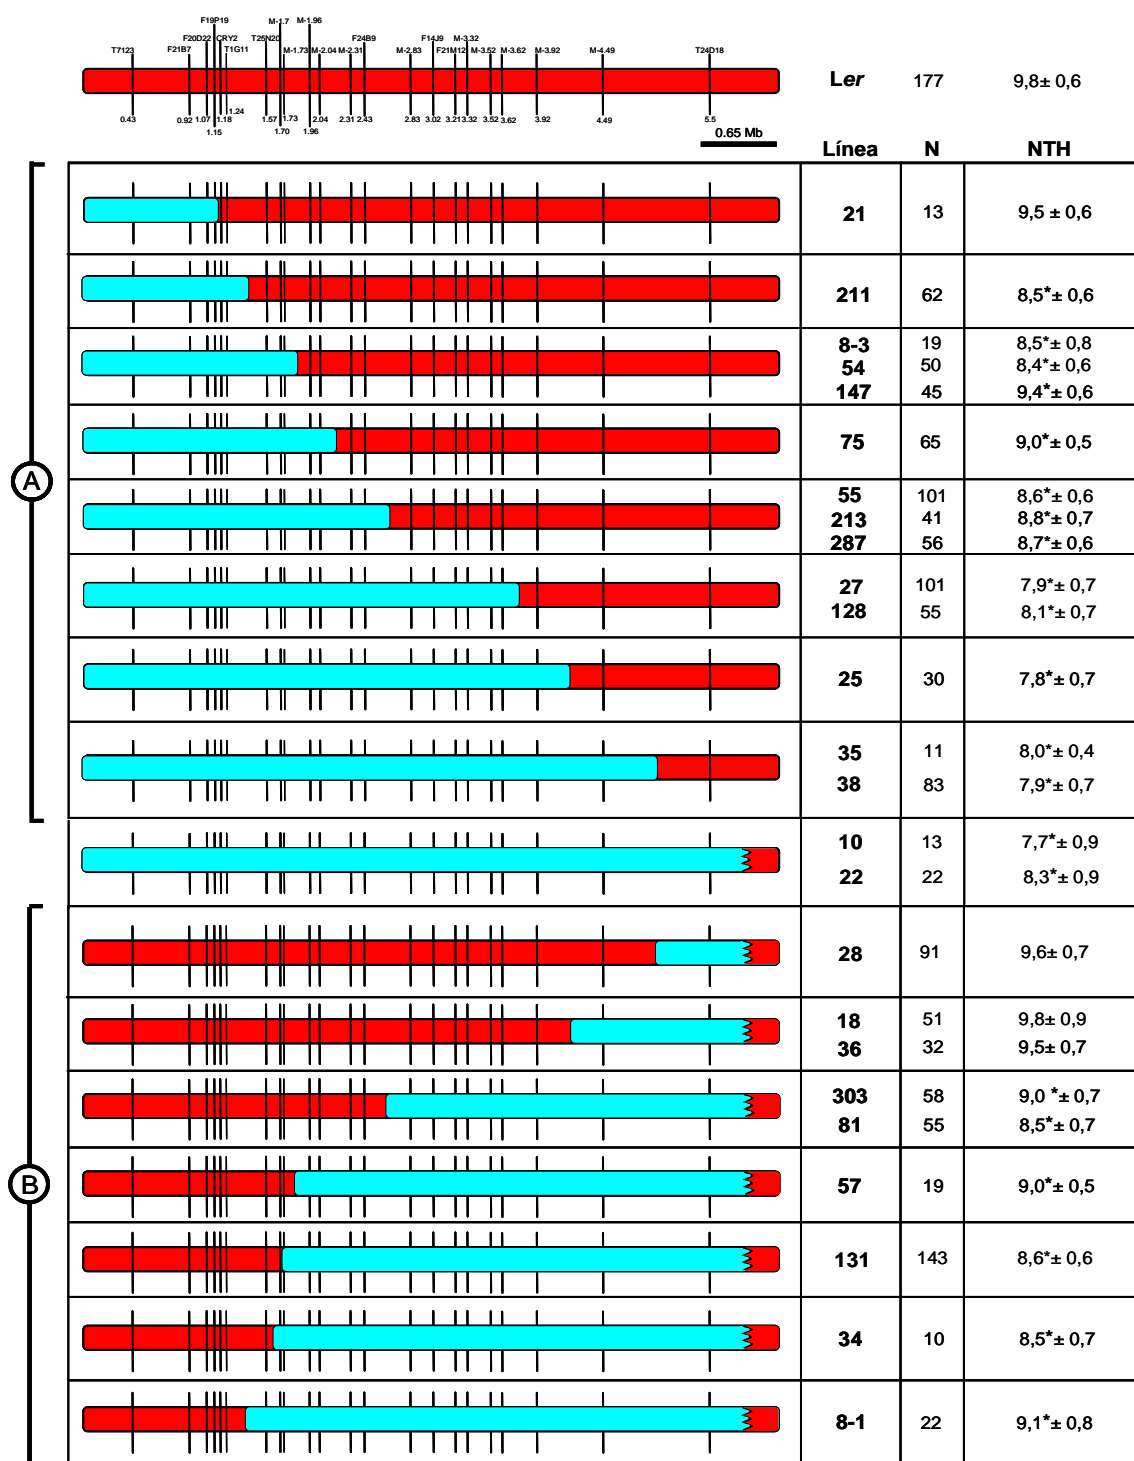 F19P19 M-1.7 M-1.96
F20D22 CRY2 T25N20 F24B9 F14J9 M-3.32
T7123 F21B7 T1G11 M-1.73 M-2.04 M-2.31 M-2.83 F21M12 M-3.52 M-3.62 M-3.92 M-4.49 T24D18
Ler 177 9,8± 0,6
1.24
0.43 0.92 1.07 1.18 1.57 1.73 2.04 2.31 2.43 2.83 3.02 3.21 3.32 3.52 3.62 3.92 4.49 5.5
1.15 1.70 1.96
0.65 Mb
Línea N NTH
21 13 9,5 ± 0,6
211 62 8,5*± 0,6
8-3 19 8,5*± 0,8
54 50 8,4*± 0,6
147 45 9,4*± 0,6
75 65 9,0*± 0,5
A
55 101 8,6*± 0,6
213 41 8,8*± 0,7
287 56 8,7*± 0,6
27 101 7,9*± 0,7
128 55 8,1*± 0,7
25 30 7,8*± 0,7
35 11 8,0*± 0,4
38 83 7,9*± 0,7
10 13 7,7*± 0,9
22 22 8,3*± 0,9
28 91 9,6± 0,7
18 51 9,8± 0,9
36 32 9,5± 0,7
303 58 9,0 *± 0,7
81 55 8,5*± 0,7
B
57 19 9,0*± 0,5
131 143 8,6*± 0,6
34 10 8,5*± 0,7
8-1 22 9,1*± 0,8